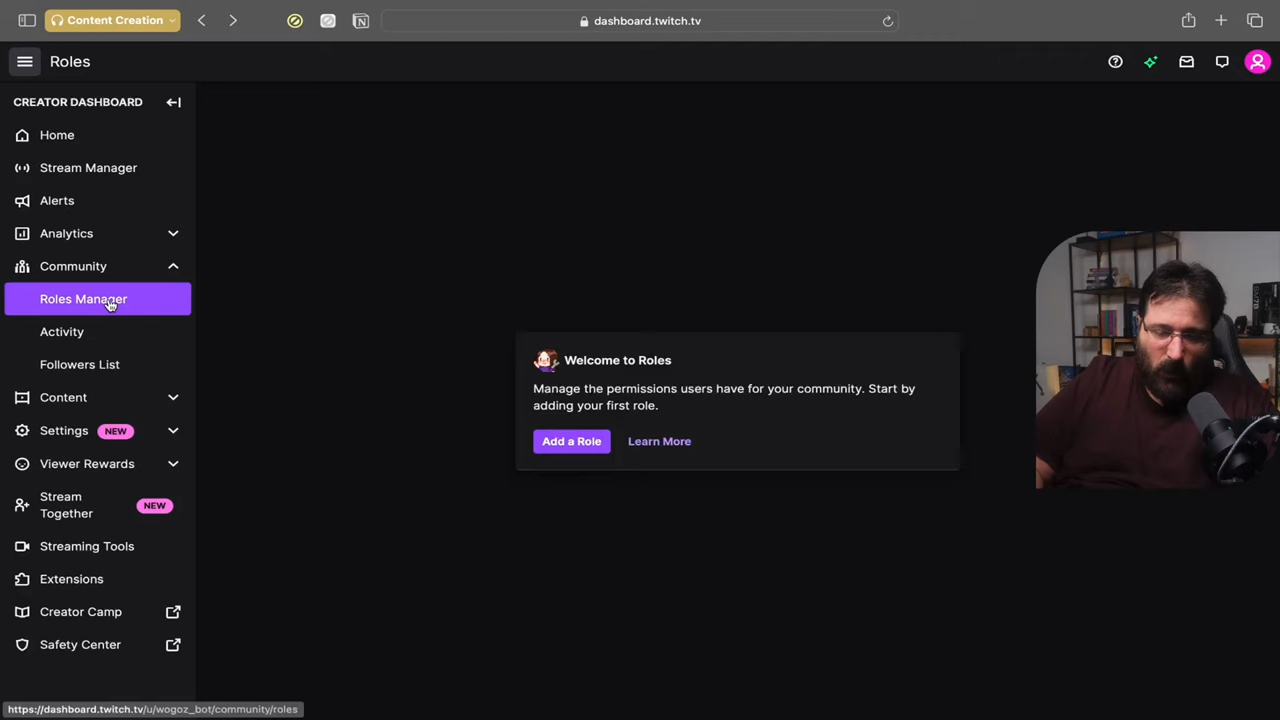 Content Creation
dashboard.twitch.tv
Roles
CREATOR DASHBOARD
Home
Stream Manager
Alerts
Analytics
Community
Roles Manager
Activity
Followers List
Content
Settings NEW
Viewer Rewards
Stream
Together
NEW
Streaming Tools
Extensions
Creator Camp
Safety Center
Welcome to Roles
Manage the permissions users have for your community. Start by
adding your first role.
Add a Role Learn More
https://dashboard.twitch.tv/u/wogoz_bot/community/roles